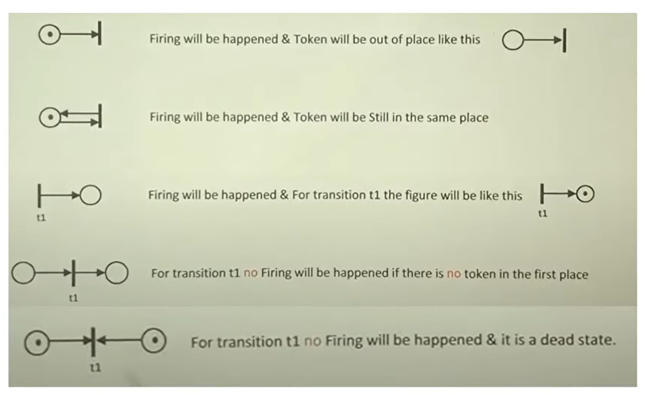 Firing will be happened & Token will be out of place like this
Firing will be happened & Token will be Still in the same place
Firing will be happened & For transition t1 the figure will be like this
t1
t1
For transition t1 no Firing will be happened if there is no token in the first place
t1
For transition t1 no Firing will be happened & it is a dead state.
t1